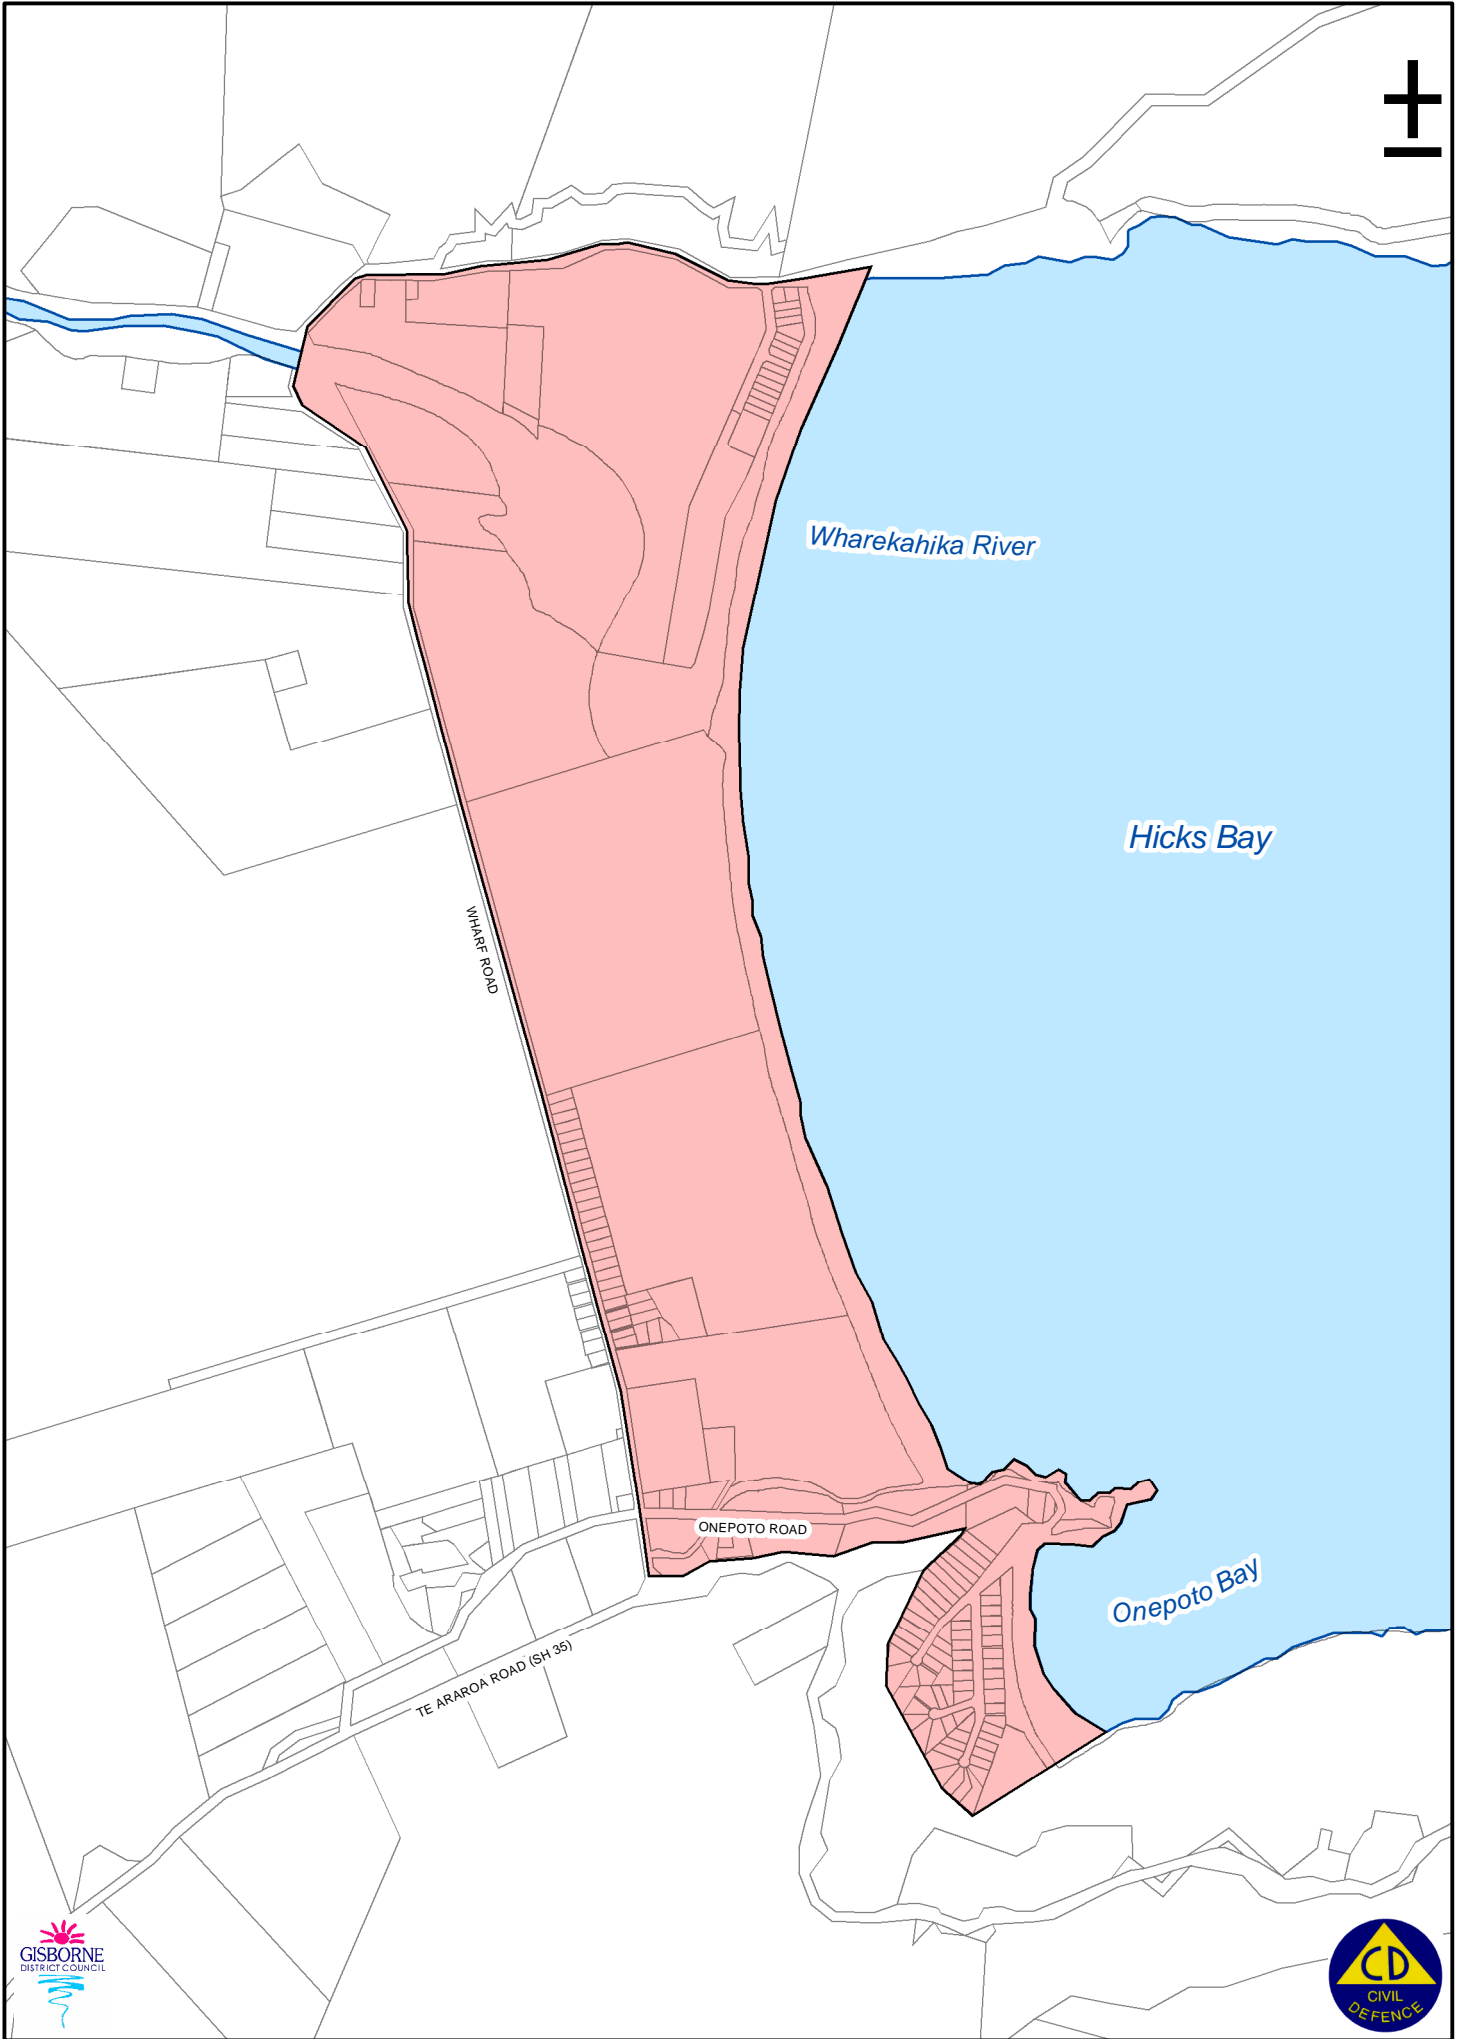 Wharekahika River
Hicks Bay
WHARF ROAD
ONEPOTO ROAD
Onepoto Bay
TE ARAROA ROAD (SH 35)
GISBORNE
DISTRICT COUNCIL
CD
CIVIL
DEFENCE